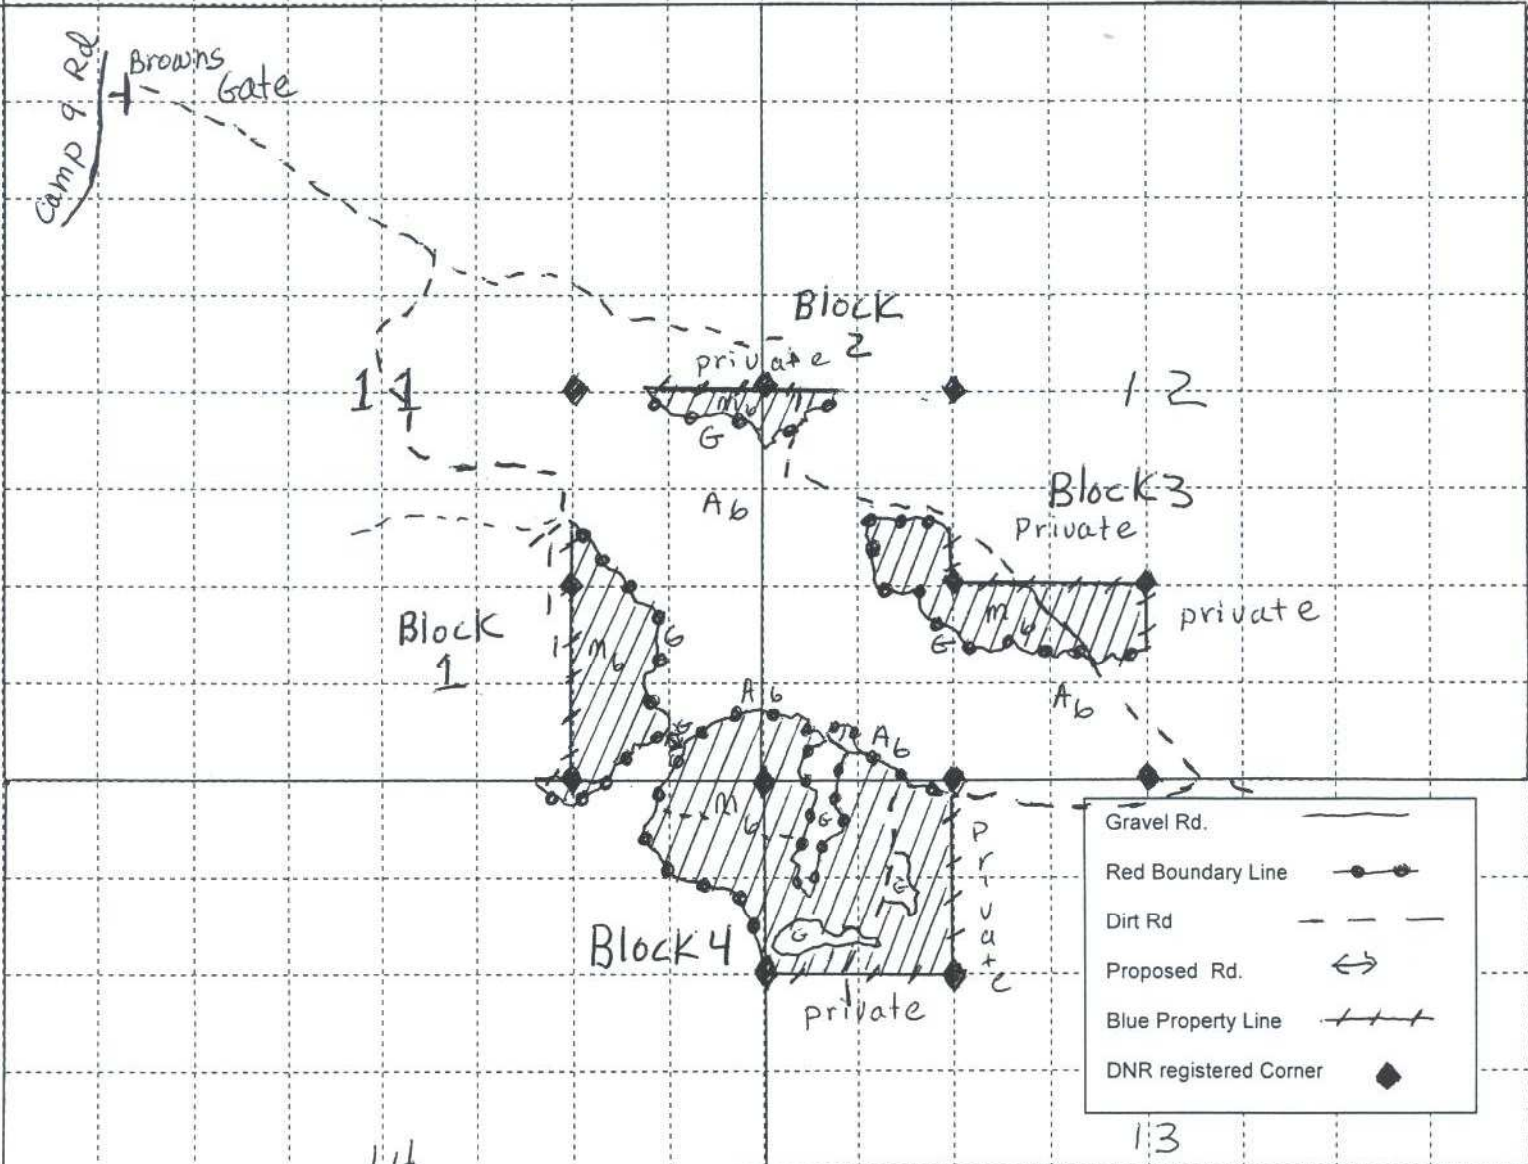 Camp 9 Rd
Browns
Gate
Block
2
private
11
12
Mb
G
Ab
Block 3
Private
private
Mb
G
Ab
Block
1
Mb
G
G
Ab
Ab
Mb
G
G
G
Block 4
private
private
Gravel Rd.
Red Boundary Line
Dirt Rd
Proposed Rd.
Blue Property Line
DNR registered Corner
14
13